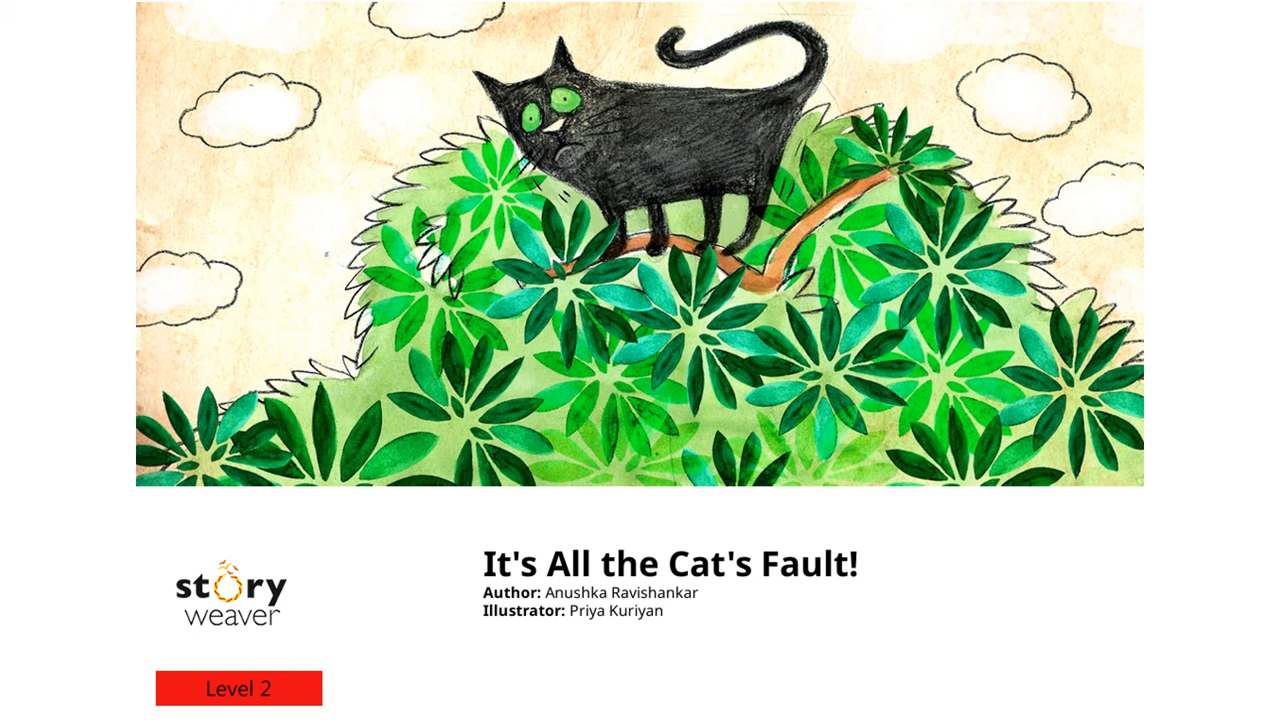 It's All the Cat's Fault!
Author: Anushka Ravishankar
Illustrator: Priya Kuriyan
story
weaver
Level 2